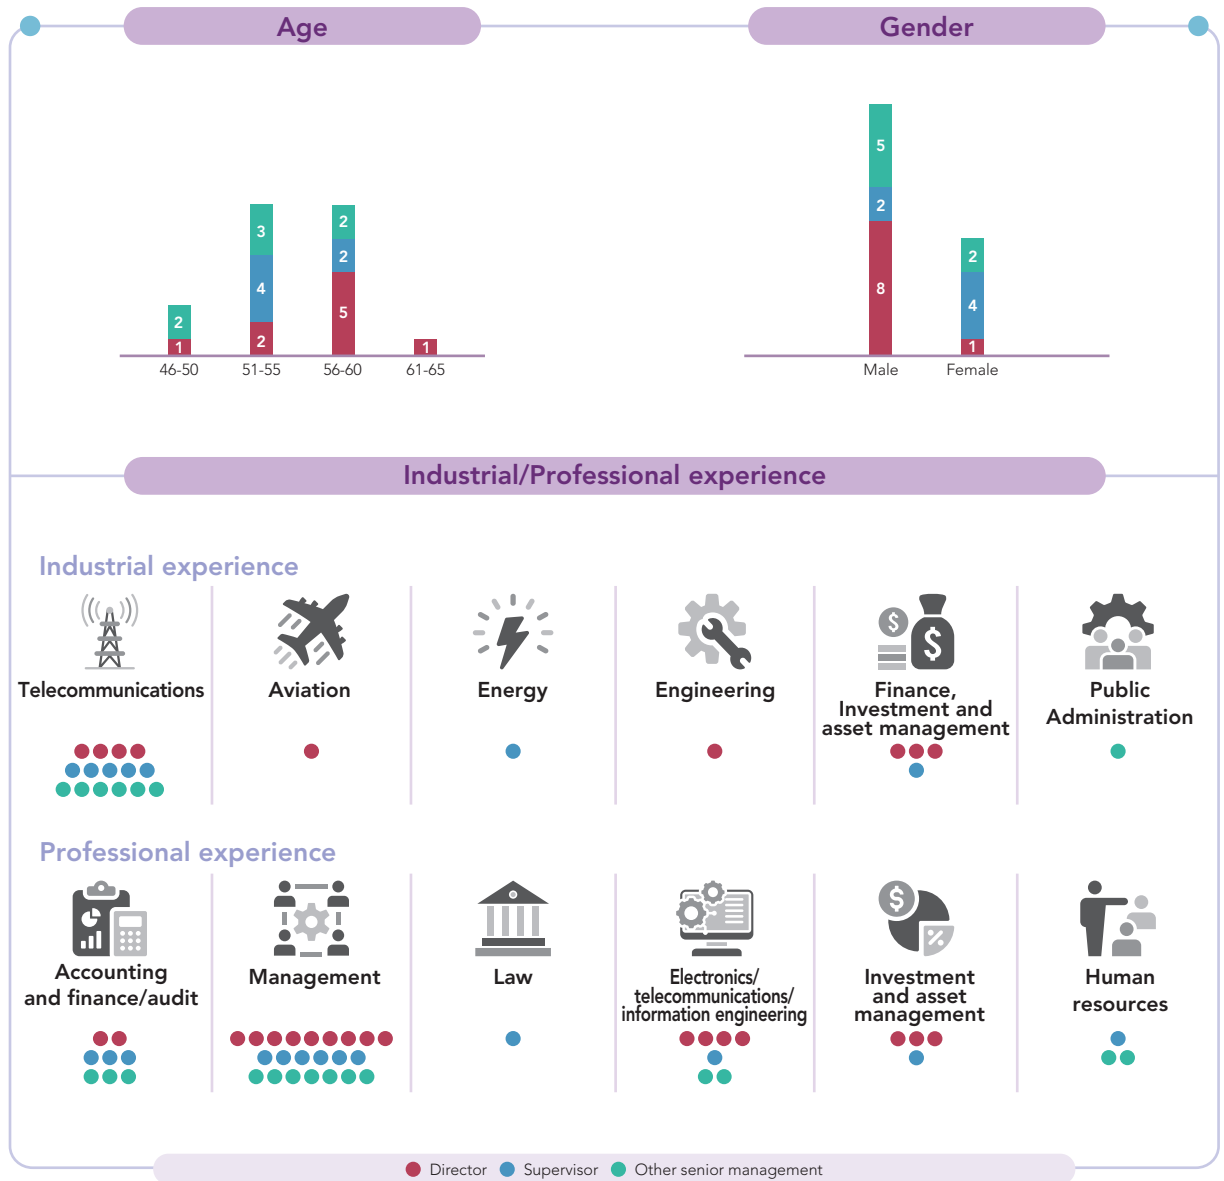 Age
Gender
2
1
3
4
2
2
2
5
1
46-50
51-55
56-60
61-65
5
2
8
2
4
1
Male
Female
Industrial/Professional experience
Industrial experience
Telecommunications
Aviation
Energy
Engineering
Finance,
Investment and
asset management
Public
Administration
Professional experience
Accounting
and finance/audit
Management
Law
Electronics/
telecommunications/
information engineering
Investment
and asset
management
Human
resources
Director
Supervisor
Other senior management